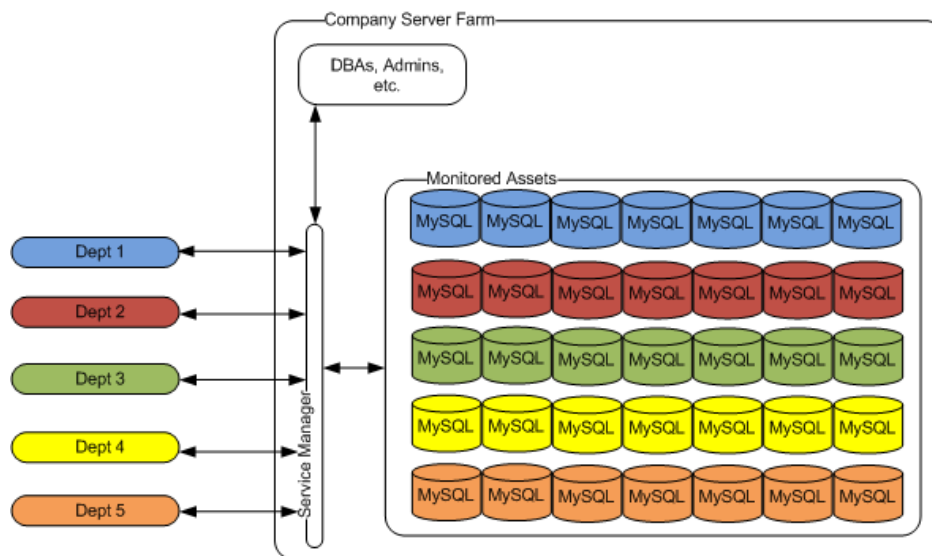 Company Server Farm
DBAs, Admins,
etc.
Monitored Assets
MySQL MySQL MySQL MySQL MySQL MySQL MySQL
Dept 1
MySQL MySQL MySQL MySQL MySQL MySQL MySQL
Dept 2
MySQL MySQL MySQL MySQL MySQL MySQL MySQL
Dept 3
MySQL MySQL MySQL MySQL MySQL MySQL MySQL
Dept 4
MySQL MySQL MySQL MySQL MySQL MySQL MySQL
Dept 5
Service Manager